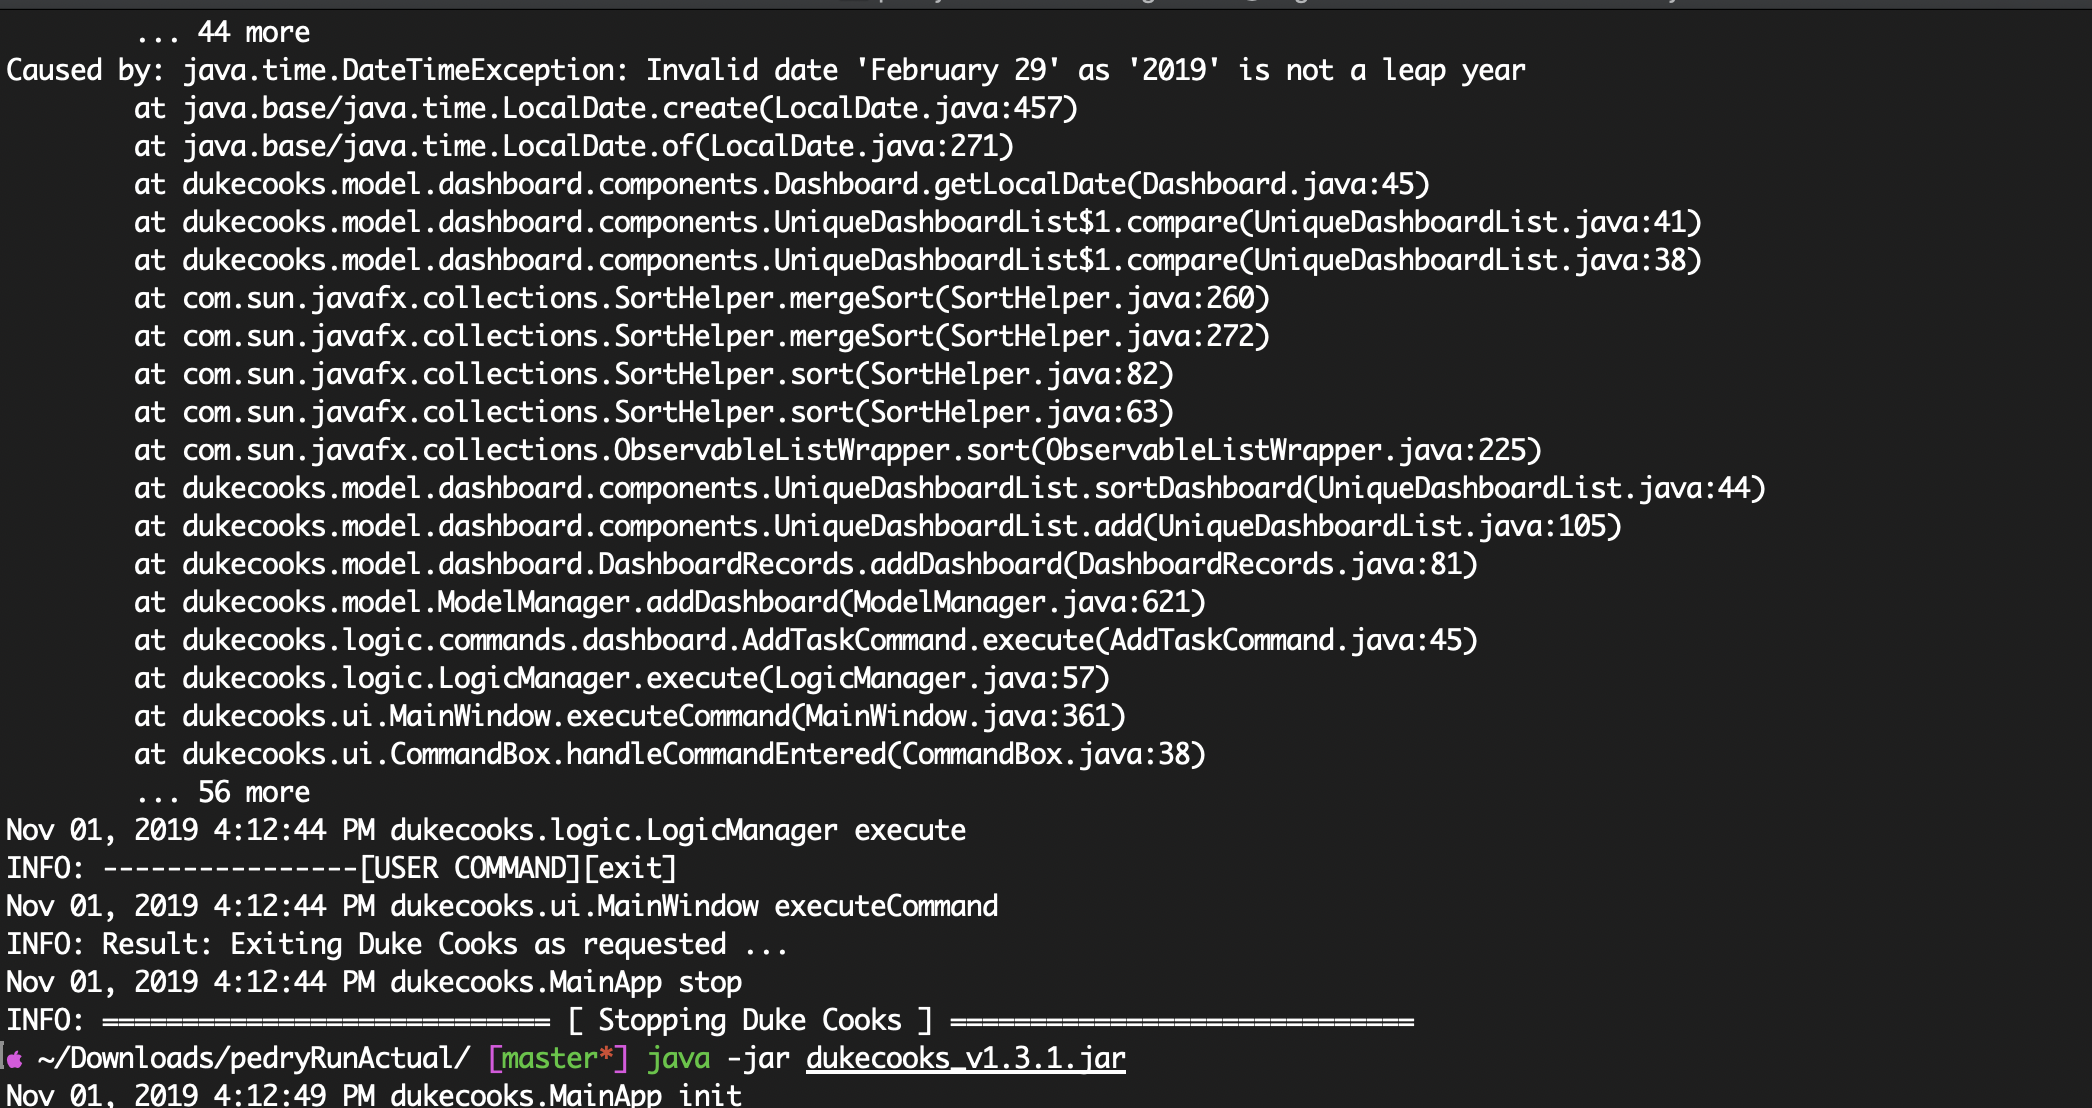 ... 44 more
Caused by: java.time.DateTimeException: Invalid date 'February 29' as '2019' is not a leap year
at java.base/java.time.LocalDate.create(LocalDate.java:457)
at java.base/java.time.LocalDate.of(LocalDate.java:271)
at dukecooks.model.dashboard.components.Dashboard.getLocalDate(Dashboard.java:45)
at dukecooks.model.dashboard.components.UniqueDashboardList$1.compare(UniqueDashboardList.java:41)
at dukecooks.model.dashboard.components.UniqueDashboardList$1.compare(UniqueDashboardList.java:38)
at com.sun.javafx.collections.SortHelper.mergeSort(SortHelper.java:260)
at com.sun.javafx.collections.SortHelper.mergeSort(SortHelper.java:272)
at com.sun.javafx.collections.SortHelper.sort(SortHelper.java:82)
at com.sun.javafx.collections.SortHelper.sort(SortHelper.java:63)
at com.sun.javafx.collections.ObservableListWrapper.sort(ObservableListWrapper.java:225)
at dukecooks.model.dashboard.components.UniqueDashboardList.sortDashboard(UniqueDashboardList.java:44)
at dukecooks.model.dashboard.components.UniqueDashboardList.add(UniqueDashboardList.java:105)
at dukecooks.model.dashboard.DashboardRecords.addDashboard(DashboardRecords.java:81)
at dukecooks.model.ModelManager.addDashboard(ModelManager.java:621)
at dukecooks.logic.commands.dashboard.AddTaskCommand.execute(AddTaskCommand.java:45)
at dukecooks.logic.LogicManager.execute(LogicManager.java:57)
at dukecooks.ui.MainWindow.executeCommand(MainWindow.java:361)
at dukecooks.ui.CommandBox.handleCommandEntered(CommandBox.java:38)
... 56 more
Nov 01, 2019 4:12:44 PM dukecooks.logic.LogicManager execute
INFO: ----------------[USER COMMAND][exit]
Nov 01, 2019 4:12:44 PM dukecooks.ui.MainWindow executeCommand
INFO: Result: Exiting Duke Cooks as requested ...
Nov 01, 2019 4:12:44 PM dukecooks.MainApp stop
INFO: ============================ [ Stopping Duke Cooks ] =============================
~/Downloads/pedryRunActual/ [master*] java -jar dukecooks_v1.3.1.jar
Nov 01, 2019 4:12:49 PM dukecooks.MainApp init